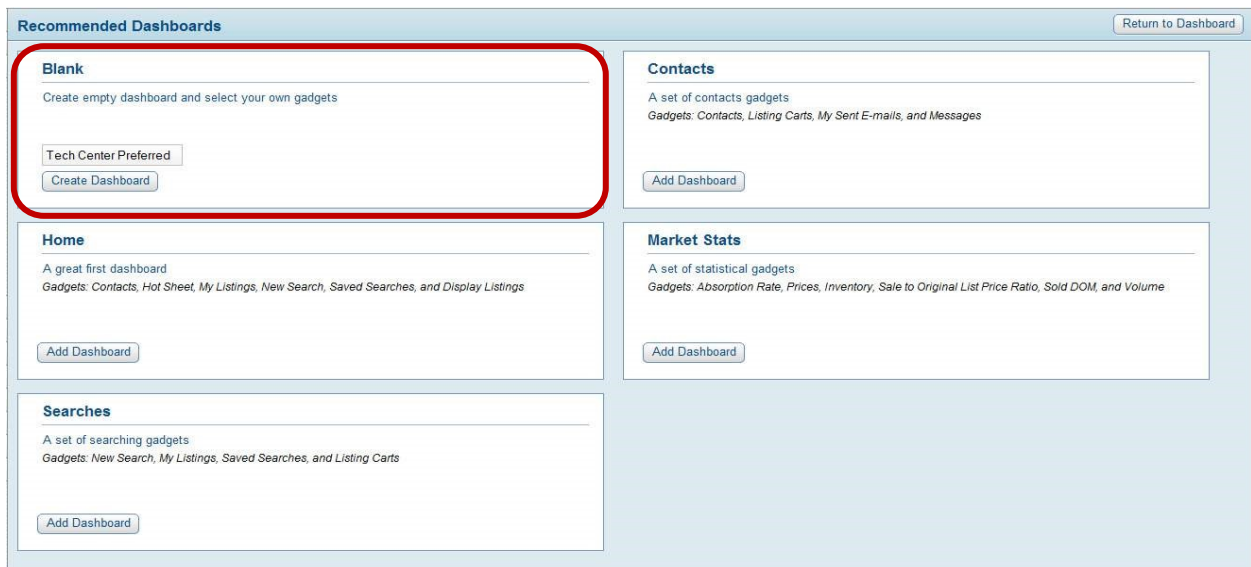 Recommended Dashboards
Return to Dashboard
Blank
Create empty dashboard and select your own gadgets
Tech Center Preferred
Create Dashboard
Contacts
A set of contacts gadgets
Gadgets: Contacts, Listing Carts, My Sent E-mails, and Messages
Add Dashboard
Home
A great first dashboard
Gadgets: Contacts, Hot Sheet, My Listings, New Search, Saved Searches, and Display Listings
Add Dashboard
Market Stats
A set of statistical gadgets
Gadgets: Absorption Rate, Prices, Inventory, Sale to Original List Price Ratio, Sold DOM, and Volume
Add Dashboard
Searches
A set of searching gadgets
Gadgets: New Search, My Listings, Saved Searches, and Listing Carts
Add Dashboard